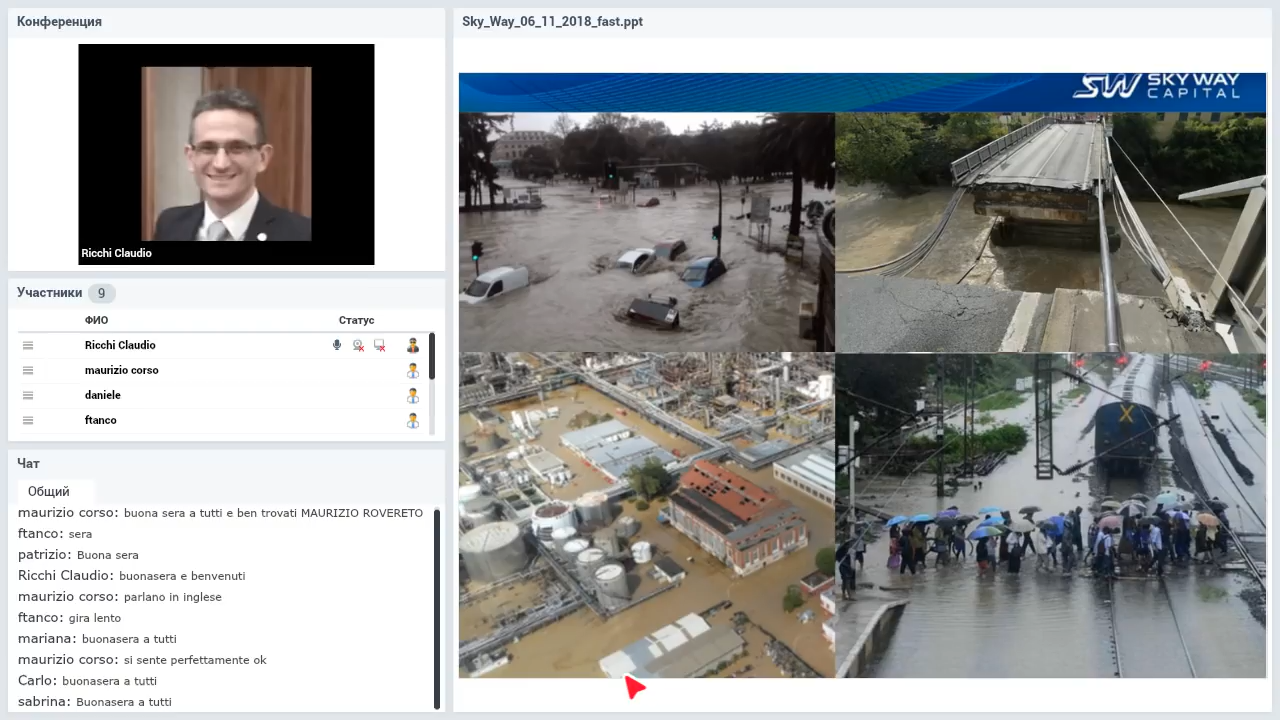 Конференция
Ricchi Claudio
Участники 9
ФИО Статус
Ricchi Claudio
maurizio corso
daniele
ftanco
Чат
Общий
maurizio corso: buona sera a tutti e ben trovati MAURIZIO ROVERETO
ftanco: sera
patrizio: Buona sera
Ricchi Claudio: buonasera e benvenuti
maurizio corso: parlano in inglese
ftanco: gira lento
mariana: buonasera a tutti
maurizio corso: si sente perfettamente ok
Carlo: buonasera a tutti
sabrina: Buonasera a tutti
Sky_Way_06_11_2018_fast.ppt
SW SKY WAY
CAPITAL
X